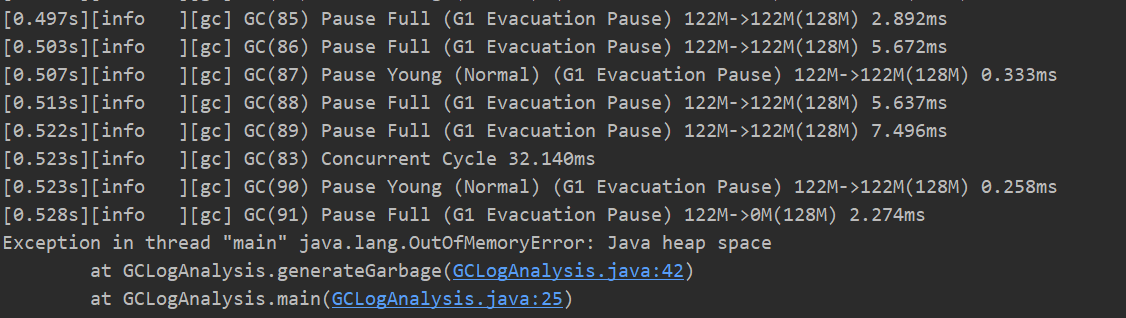 [0.497s][info   ][gc] GC(85) Pause Full (G1 Evacuation Pause) 122M->122M(128M) 2.892ms
[0.503s][info   ][gc] GC(86) Pause Full (G1 Evacuation Pause) 122M->122M(128M) 5.672ms
[0.507s][info   ][gc] GC(87) Pause Young (Normal) (G1 Evacuation Pause) 122M->122M(128M) 0.333ms
[0.513s][info   ][gc] GC(88) Pause Full (G1 Evacuation Pause) 122M->122M(128M) 5.637ms
[0.522s][info   ][gc] GC(89) Pause Full (G1 Evacuation Pause) 122M->122M(128M) 7.496ms
[0.523s][info   ][gc] GC(83) Concurrent Cycle 32.140ms
[0.523s][info   ][gc] GC(90) Pause Young (Normal) (G1 Evacuation Pause) 122M->122M(128M) 0.258ms
[0.528s][info   ][gc] GC(91) Pause Full (G1 Evacuation Pause) 122M->0M(128M) 2.274ms
Exception in thread "main" java.lang.OutOfMemoryError: Java heap space
	at GCLogAnalysis.generateGarbage(GCLogAnalysis.java:42)
	at GCLogAnalysis.main(GCLogAnalysis.java:25)